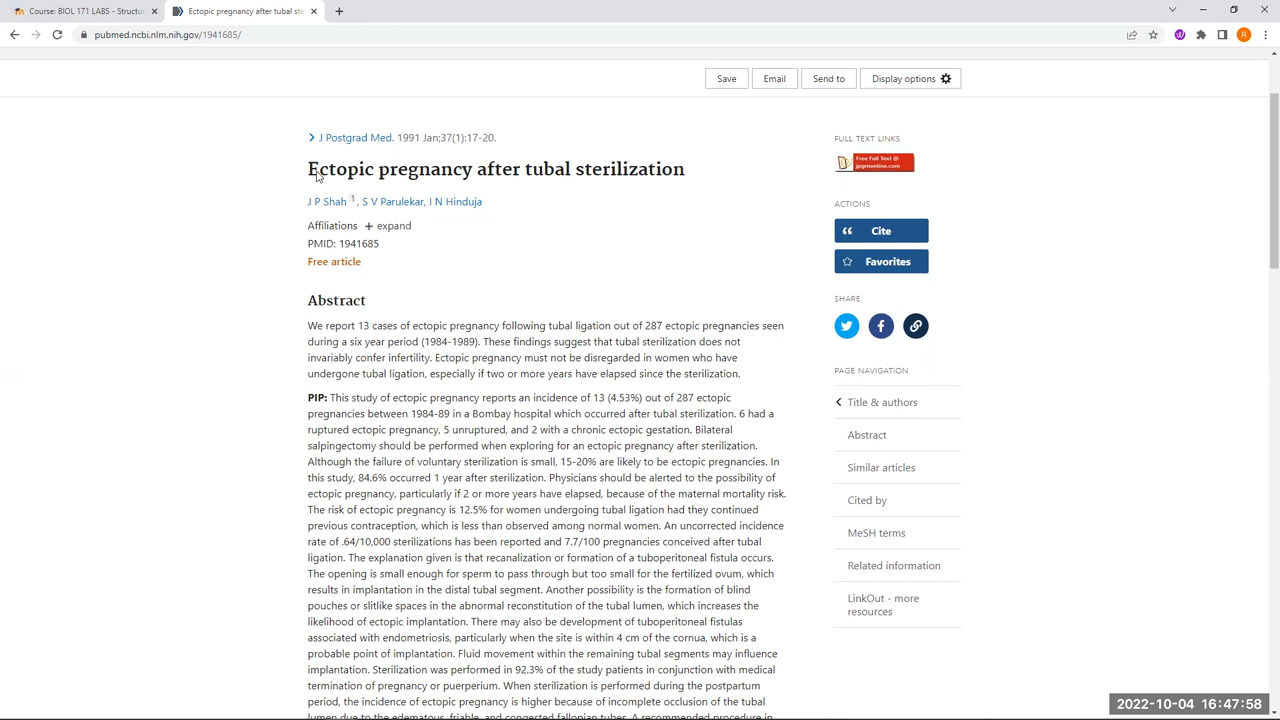 Course: BIOL 171 LABS - Structu
Ectopic pregnancy after tubal ste
pubmed.ncbi.nlm.nih.gov/1941685/
R
Save
Email
Send to
Display options
J Postgrad Med. 1991 Jan;37(1):17-20.
Ectopic pregnancy after tubal sterilization
J P Shah 1, S V Parulekar, I N Hinduja
Affiliations + expand
PMID: 1941685
Free article
Abstract
We report 13 cases of ectopic pregnancy following tubal ligation out of 287 ectopic pregnancies seen
during a six year period (1984-1989). These findings suggest that tubal sterilization does not
invariably confer infertility. Ectopic pregnancy must not be disregarded in women who have
undergone tubal ligation, especially if two or more years have elapsed since the sterilization.
PIP: This study of ectopic pregnancy reports an incidence of 13 (4.53%) out of 287 ectopic
pregnancies between 1984-89 in a Bombay hospital which occurred after tubal sterilization. 6 had a
ruptured ectopic pregnancy, 5 unruptured, and 2 with a chronic ectopic gestation. Bilateral
salpingectomy should be performed when exploring for an ectopic pregnancy after sterilization.
Although the failure of voluntary sterilization is small, 15-20% are likely to be ectopic pregnancies. In
this study, 84.6% occurred 1 year after sterilization. Physicians should be alerted to the possibility of
ectopic pregnancy, particularly if 2 or more years have elapsed, because of the maternal mortality risk.
The risk of ectopic pregnancy is 12.5% for women undergoing tubal ligation had they continued
previous contraception, which is less than observed among normal women. An uncorrected incidence
rate of .64/10,000 sterilizations has been reported and 7.7/100 pregnancies conceived after tubal
ligation. The explanation given is that recanalization or formation of a tuboperitoneal fistula occurs.
The opening is small enough for sperm to pass through but too small for the fertilized ovum, which
results in implantation in the distal tubal segment. Another possibility is the formation of blind
pouches or slitlike spaces in the abnormal reconstitution of the tubal lumen, which increases the
likelihood of ectopic implantation. There may also be development of tuboperitoneal fistulas
associated with endometriosis, particularly when the site is within 4 cm of the cornua, which is a
probable point of implantation. Fluid movement within the remaining tubal segments may influence
implantation. Sterilization was performed in 92.3% of the study patients in conjunction with medical
termination of pregnancy or puerperium. When sterilization is performed during the postpartum
period, the incidence of ectopic pregnancy is higher because of incomplete occlusion of the tubal
lumen due to the edematous, friable, and congested fallopian tubes. A recommended procedure in
FULL TEXT LINKS
Free Full Text @
jpgmonline.com
ACTIONS
Cite
Favorites
SHARE
PAGE NAVIGATION
Title & authors
Abstract
Similar articles
Cited by
MeSH terms
Related information
LinkOut - more
resources
2022-10-04 16:47:58